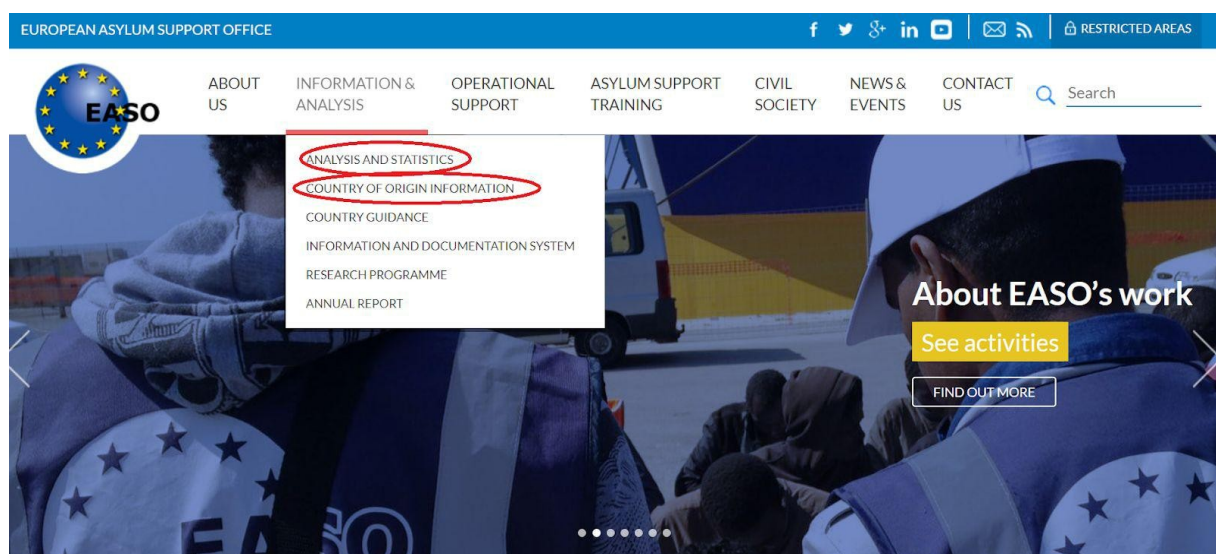 EUROPEAN ASYLUM SUPPORT OFFICE
f g+ in RESTRICTED AREAS
EASO
ABOUT
US
INFORMATION &
ANALYSIS
OPERATIONAL
SUPPORT
ASYLUM SUPPORT
TRAINING
CIVIL
SOCIETY
NEWS &
EVENTS
CONTACT
US
Search
ANALYSIS AND STATISTICS
COUNTRY OF ORIGIN INFORMATION
COUNTRY GUIDANCE
INFORMATION AND DOCUMENTATION SYSTEM
RESEARCH PROGRAMME
ANNUAL REPORT
About EASO's work
See activities
FIND OUT MORE
EASO